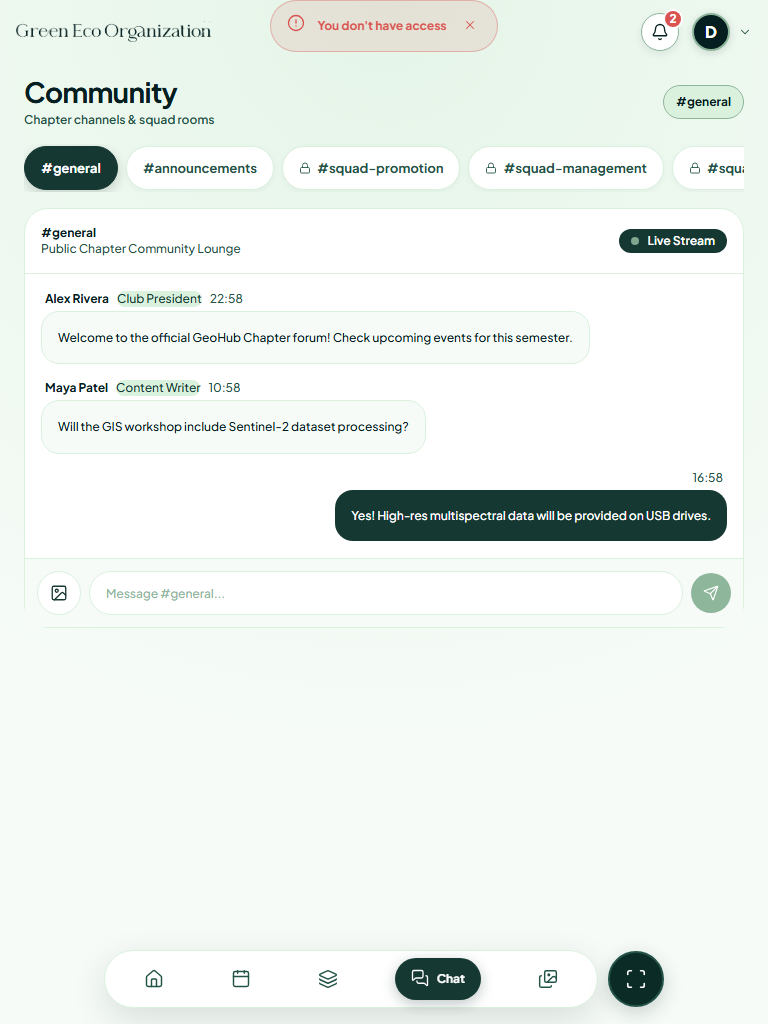 Green Eco Organization
You don't have access
2
D
Community
Chapter channels & squad rooms
#general
#general
#announcements
#squad-promotion
#squad-management
#squa
#general
Public Chapter Community Lounge
Live Stream
Alex Rivera Club President 22:58
Welcome to the official GeoHub Chapter forum! Check upcoming events for this semester.
Maya Patel Content Writer 10:58
Will the GIS workshop include Sentinel-2 dataset processing?
16:58
Yes! High-res multispectral data will be provided on USB drives.
Message #general...
Chat